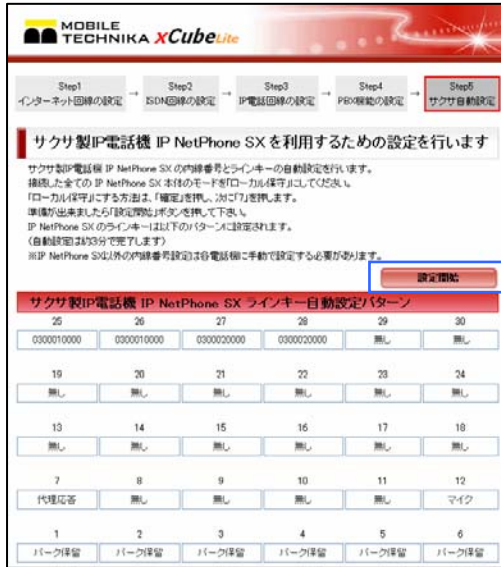 MOBILE
TECHNIKA xCubeLite
Step1 → Step2 → Step3 → Step4 → Step5
インターネット回線の設定 ISDN回線の設定 IP電話回線の設定 PBX機能の設定 サクサ自動設定
サクサ製IP電話機 IP NetPhone SX を利用するための設定を行います
サクサ製IP電話機 IP NetPhone SX の内線番号とラインキーの自動設定を行います。
接続した全ての IP NetPhone SX 本体のモードを「ローカル保守」にしてください。
「ローカル保守」にする方法は、「確定」を押し、次に「7」を押します。
準備が出来ましたら「設定開始」ボタンを押して下さい。
IP NetPhone SX のラインキーは以下のパターンに設定されます。
(自動設定は約3分で完了します)
※IP NetPhone SX以外の内線番号設定は各電話機に手動で設定する必要があります。
設定開始
サクサ製IP電話機 IP NetPhone SX ラインキー自動設定パターン
25 26 27 28 29 30
0300010000 0300010000 0300020000 0300020000 無し 無し
19 20 21 22 23 24
無し 無し 無し 無し 無し 無し
13 14 15 16 17 18
無し 無し 無し 無し 無し 無し
7 8 9 10 11 12
代理応答 無し 無し 無し 無し マイク
1 2 3 4 5 6
パーク保留 パーク保留 パーク保留 パーク保留 パーク保留 パーク保留